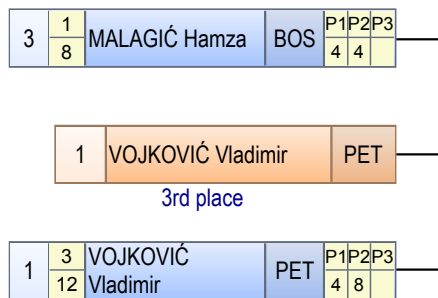 3 1 8 MALAGIĆ Hamza BOS P1 P2 P3 4 4
1 VOJKOVIĆ Vladimir PET
3rd place
1 3 12 VOJKOVIĆ Vladimir PET P1 P2 P3 4 8